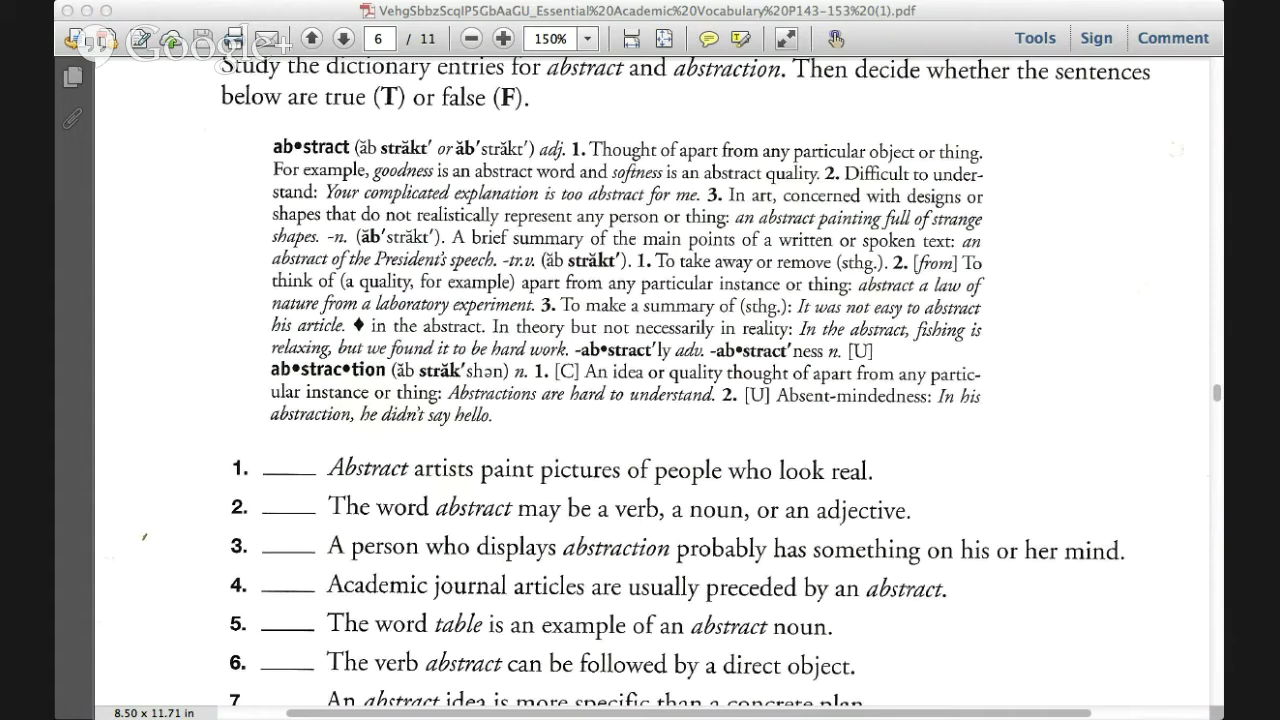 VehgSbbzScqIP5GbAaGU_Essential%20Academic%20Vocabulary%20P143-153%20(1).pdf
Google+
6 / 11
150%
Tools Sign Comment
Study the dictionary entries for abstract and abstraction. Then decide whether the sentences
below are true (T) or false (F).
ab•stract (ăb străkt′ or ăb′străkt′) adj. 1. Thought of apart from any particular object or thing.
For example, goodness is an abstract word and softness is an abstract quality. 2. Difficult to under-
stand: Your complicated explanation is too abstract for me. 3. In art, concerned with designs or
shapes that do not realistically represent any person or thing: an abstract painting full of strange
shapes. -n. (ăb′străkt′). A brief summary of the main points of a written or spoken text: an
abstract of the President's speech. -tr.v. (ăb străkt′). 1. To take away or remove (sthg.). 2. [from] To
think of (a quality, for example) apart from any particular instance or thing: abstract a law of
nature from a laboratory experiment. 3. To make a summary of (sthg.): It was not easy to abstract
his article. ♦ in the abstract. In theory but not necessarily in reality: In the abstract, fishing is
relaxing, but we found it to be hard work. -ab•stract′ly adv. -ab•stract′ness n. [U]
ab•strac•tion (ăb străk′shən) n. 1. [C] An idea or quality thought of apart from any partic-
ular instance or thing: Abstractions are hard to understand. 2. [U] Absent-mindedness: In his
abstraction, he didn't say hello.
1. _____ Abstract artists paint pictures of people who look real.
2. _____ The word abstract may be a verb, a noun, or an adjective.
3. _____ A person who displays abstraction probably has something on his or her mind.
4. _____ Academic journal articles are usually preceded by an abstract.
5. _____ The word table is an example of an abstract noun.
6. _____ The verb abstract can be followed by a direct object.
7 An abstract idea is more specific than a concrete plan.
8.50 x 11.71 in